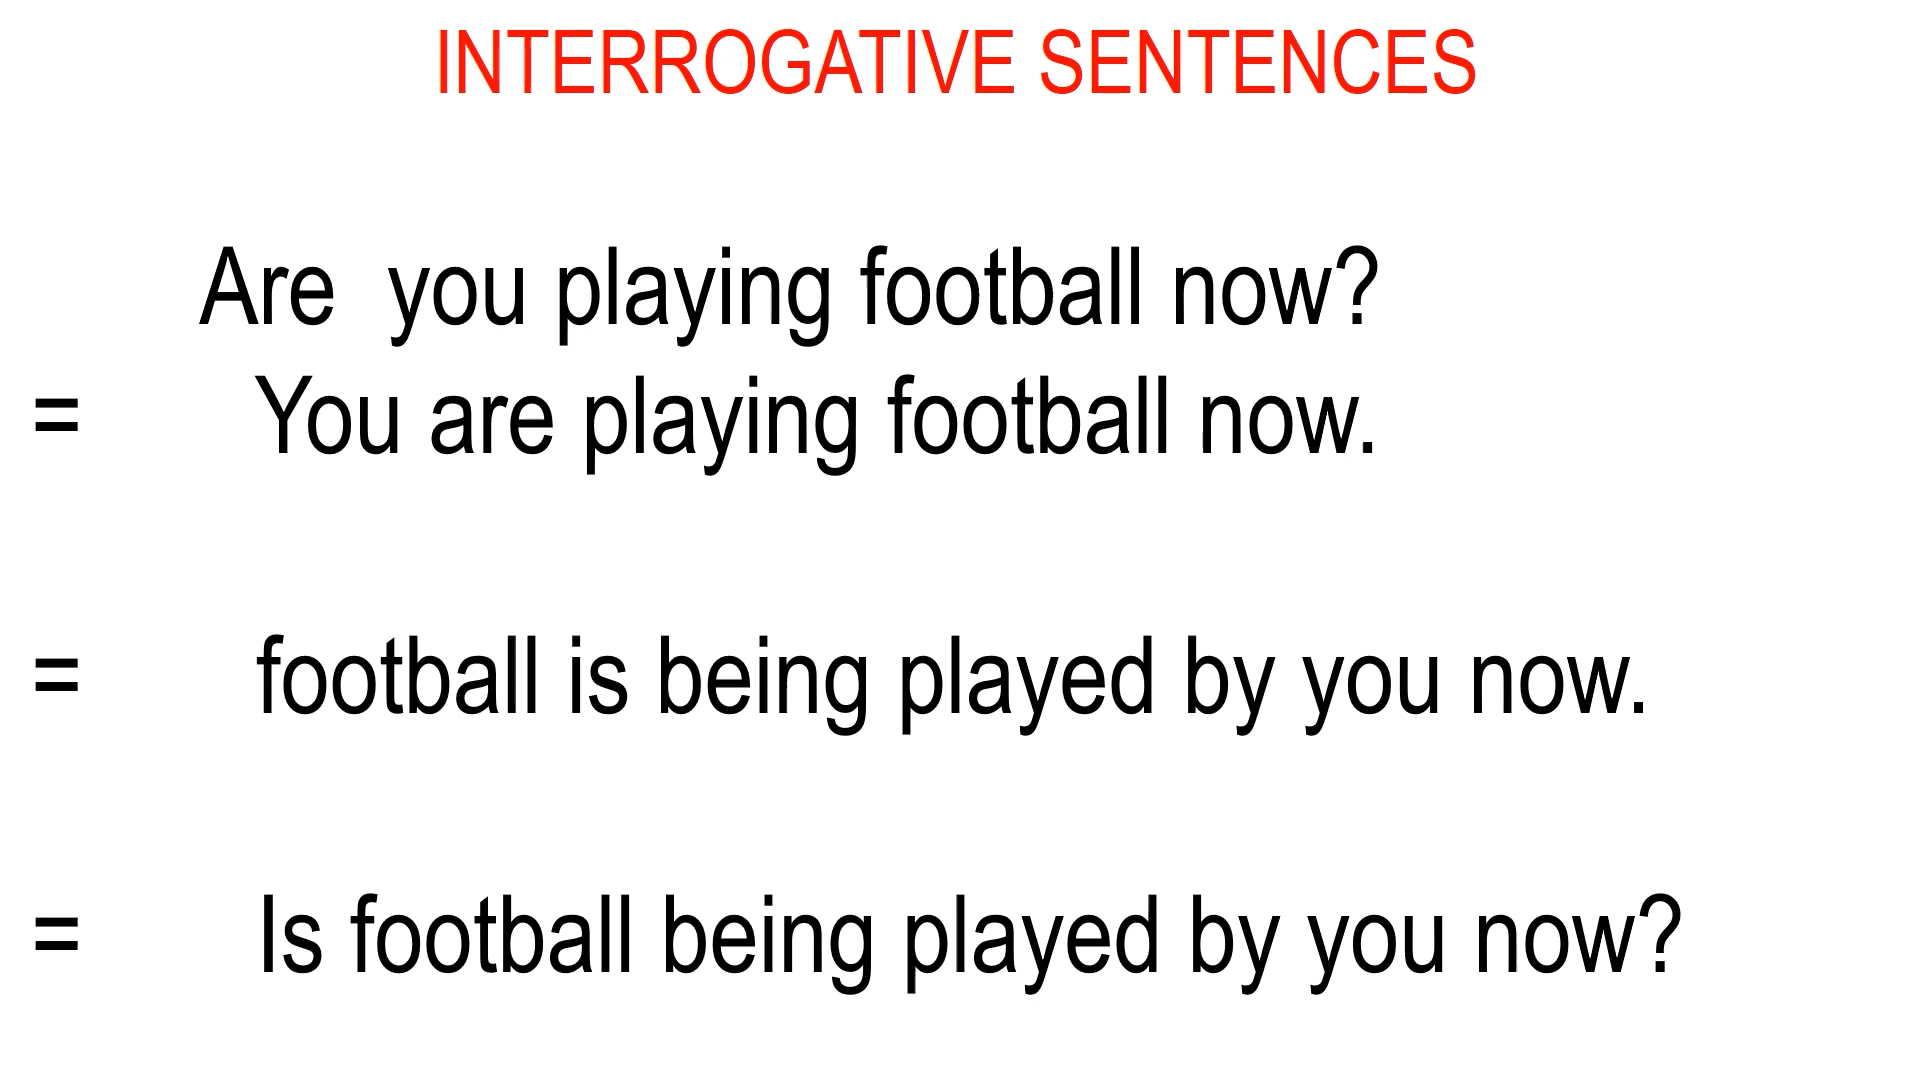 INTERROGATIVE SENTENCES
Are  you playing football now?
= You are playing football now.
= football is being played by you now.
= Is football being played by you now?